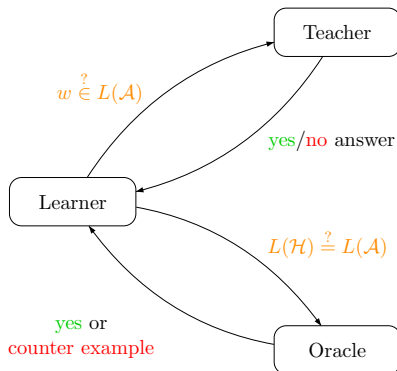 Teacher
w ∈? L(𝒜)
yes/no answer
Learner
L(ℋ) =? L(𝒜)
yes or
counter example
Oracle